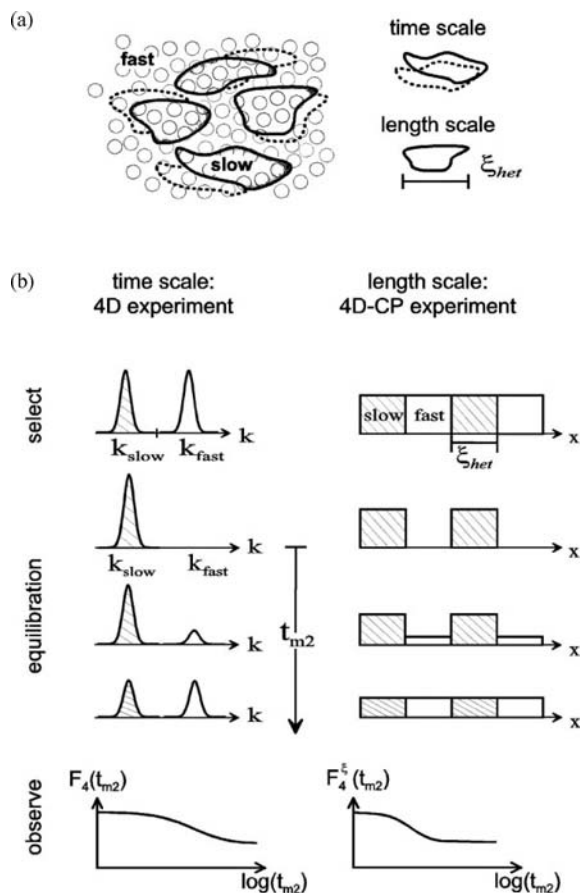 (a)
fast
slow
time scale
length scale
ξhet
(b)
time scale:
4D experiment
length scale:
4D-CP experiment
select
kslow
kfast
k
slow
fast
ξhet
x
equilibration
kslow
kfast
k
x
k
tm2
x
k
x
observe
F4(tm2)
log(tm2)
F4ξ(tm2)
log(tm2)